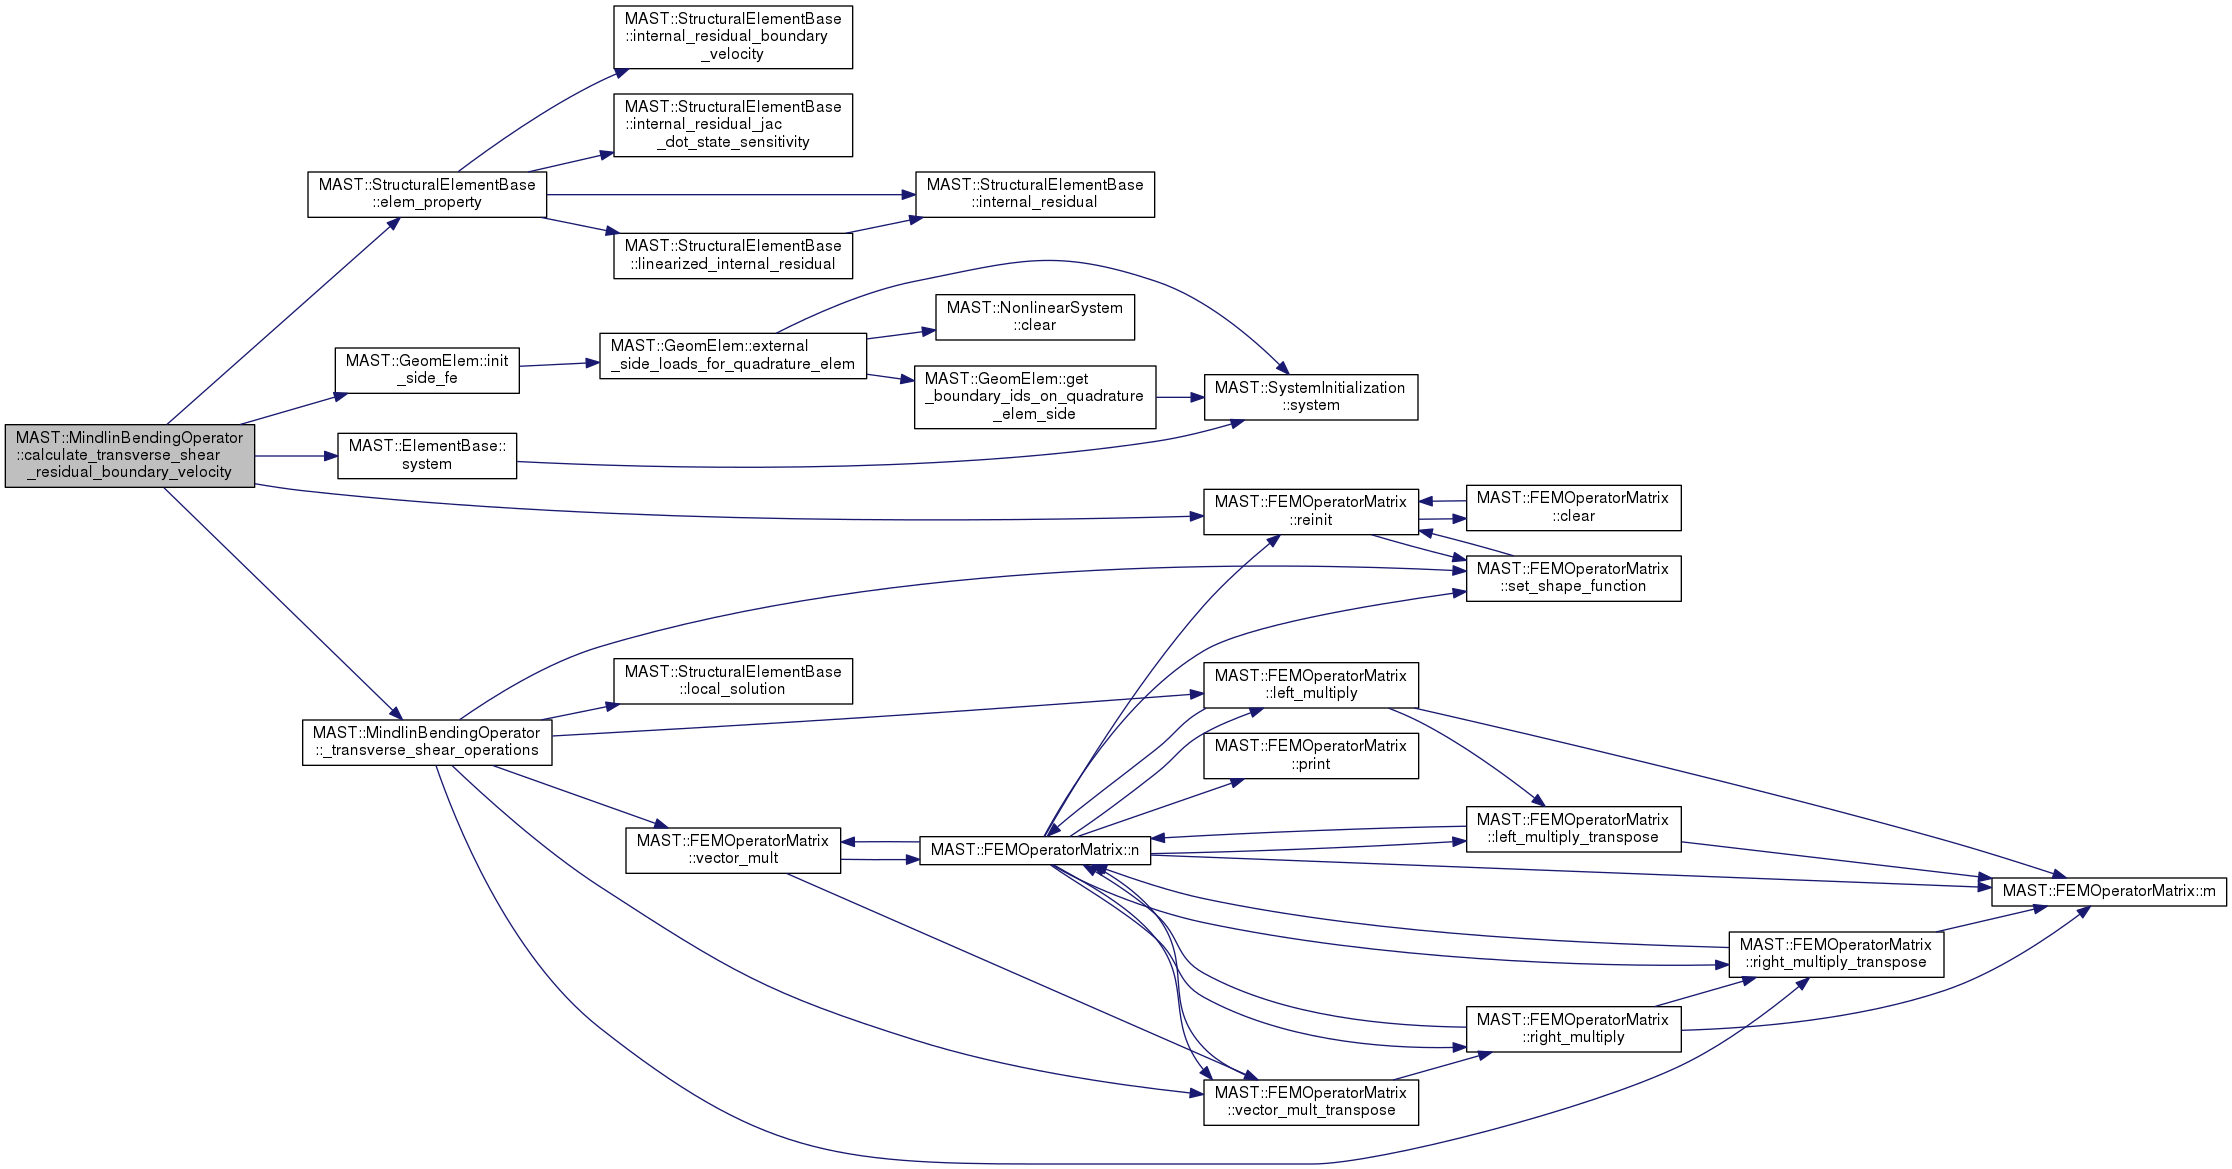 MAST::MindlinBendingOperator
::calculate_transverse_shear
_residual_boundary_velocity
MAST::StructuralElementBase
::elem_property
MAST::GeomElem::init
_side_fe
MAST::ElementBase::
system
MAST::MindlinBendingOperator
::_transverse_shear_operations
MAST::StructuralElementBase
::internal_residual_boundary
_velocity
MAST::StructuralElementBase
::internal_residual_jac
_dot_state_sensitivity
MAST::StructuralElementBase
::linearized_internal_residual
MAST::GeomElem::external
_side_loads_for_quadrature_elem
MAST::StructuralElementBase
::local_solution
MAST::FEMOperatorMatrix
::vector_mult
MAST::StructuralElementBase
::internal_residual
MAST::NonlinearSystem
::clear
MAST::GeomElem::get
_boundary_ids_on_quadrature
_elem_side
MAST::FEMOperatorMatrix::n
MAST::SystemInitialization
::system
MAST::FEMOperatorMatrix
::reinit
MAST::FEMOperatorMatrix
::left_multiply
MAST::FEMOperatorMatrix
::print
MAST::FEMOperatorMatrix
::vector_mult_transpose
MAST::FEMOperatorMatrix
::clear
MAST::FEMOperatorMatrix
::set_shape_function
MAST::FEMOperatorMatrix
::left_multiply_transpose
MAST::FEMOperatorMatrix
::right_multiply
MAST::FEMOperatorMatrix
::right_multiply_transpose
MAST::FEMOperatorMatrix::m